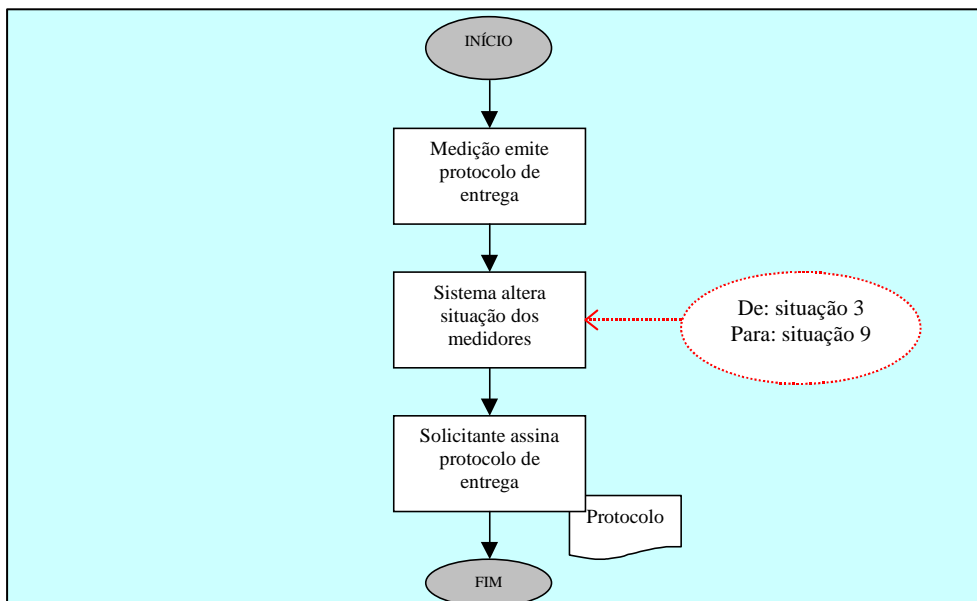 INÍCIO
Medição emite
protocolo de
entrega
Sistema altera
situação dos
medidores
De: situação 3
Para: situação 9
Solicitante assina
protocolo de
entrega
Protocolo
FIM